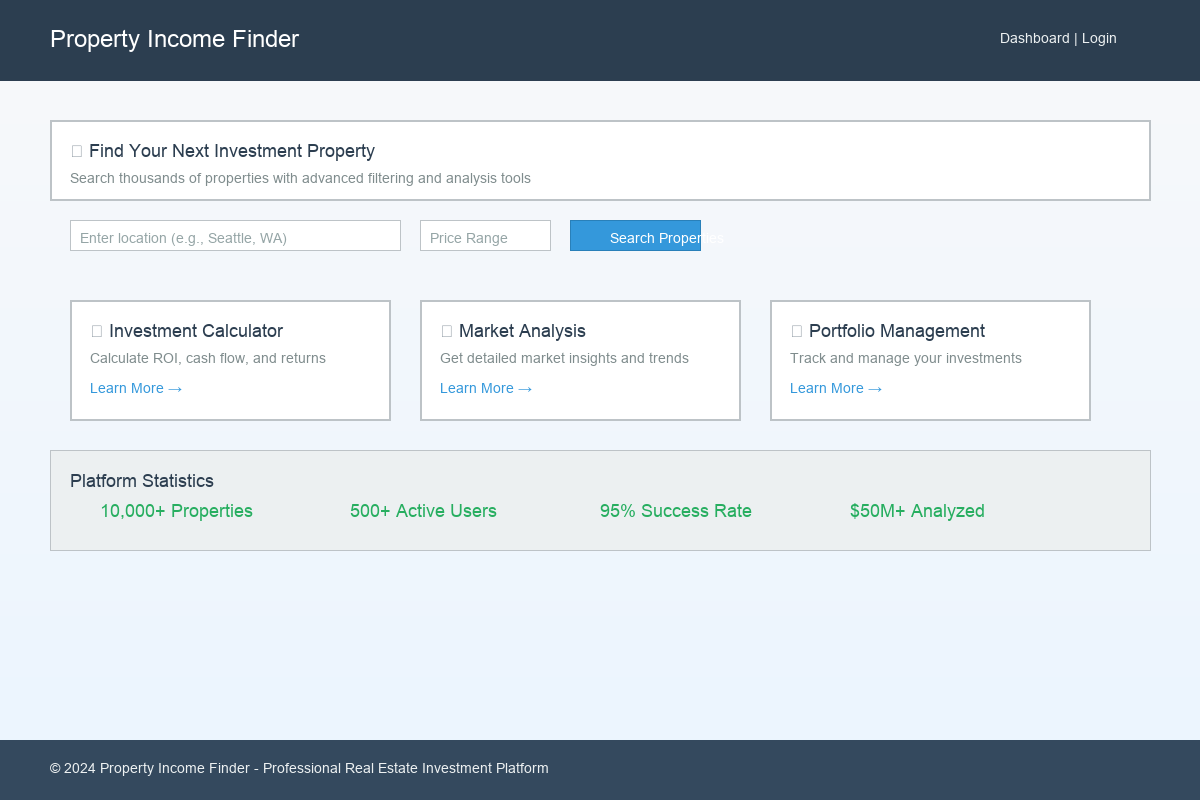 Property Income Finder
Dashboard | Login
Find Your Next Investment Property
Search thousands of properties with advanced filtering and analysis tools
Enter location (e.g., Seattle, WA)
Price Range
Search Properties
Investment Calculator
Calculate ROI, cash flow, and returns
Learn More →
Market Analysis
Get detailed market insights and trends
Learn More →
Portfolio Management
Track and manage your investments
Learn More →
Platform Statistics
10,000+ Properties
500+ Active Users
95% Success Rate
$50M+ Analyzed
© 2024 Property Income Finder - Professional Real Estate Investment Platform